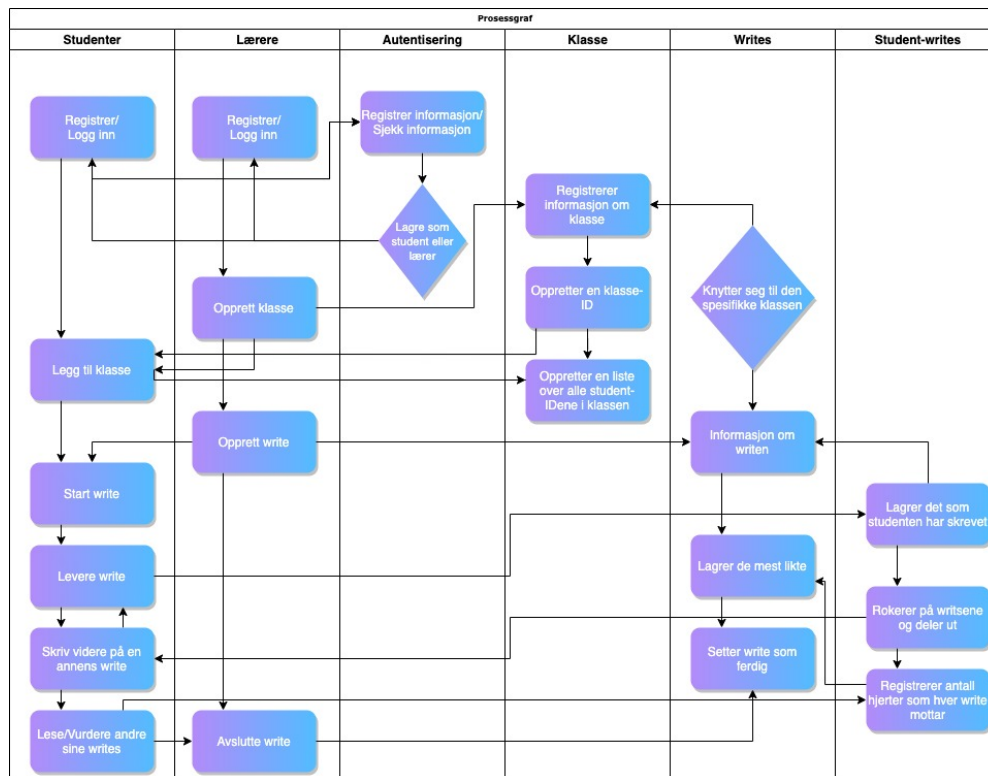 Prosessgraf
Studenter
Lærere
Autentisering
Klasse
Writes
Student-writes
Registrer/
Logg inn
Registrer/
Logg inn
Registrer informasjon/
Sjekk informasjon
Registrerer
informasjon om
klasse
Lagre som
student eller
lærer
Knytter seg til den
spesifikke klassen
Opprett klasse
Oppretter en klasse-
ID
Legg til klasse
Oppretter en liste
over alle student-
IDene i klassen
Opprett write
Informasjon om
writen
Start write
Lagrer det som
studenten har skrevet
Levere write
Lagrer de mest likte
Rokerer på writsene
og deler ut
Skriv videre på en
annens write
Setter write som
ferdig
Registrerer antall
hjerter som hver write
mottar
Lese/Vurdere andre
sine writes
Avslutte write